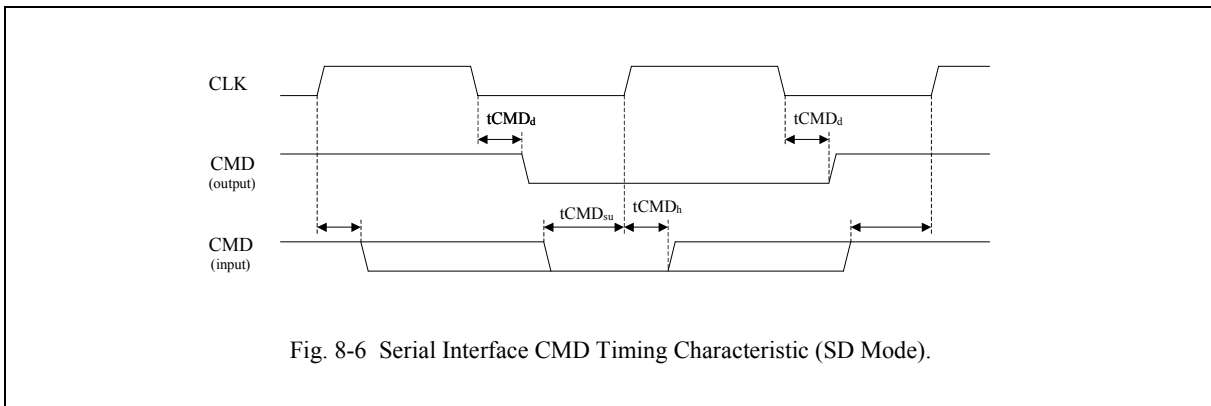 CLK
tCMDd
tCMDd
CMD
(output)
tCMDsu
tCMDh
CMD
(input)
Fig. 8-6 Serial Interface CMD Timing Characteristic (SD Mode).